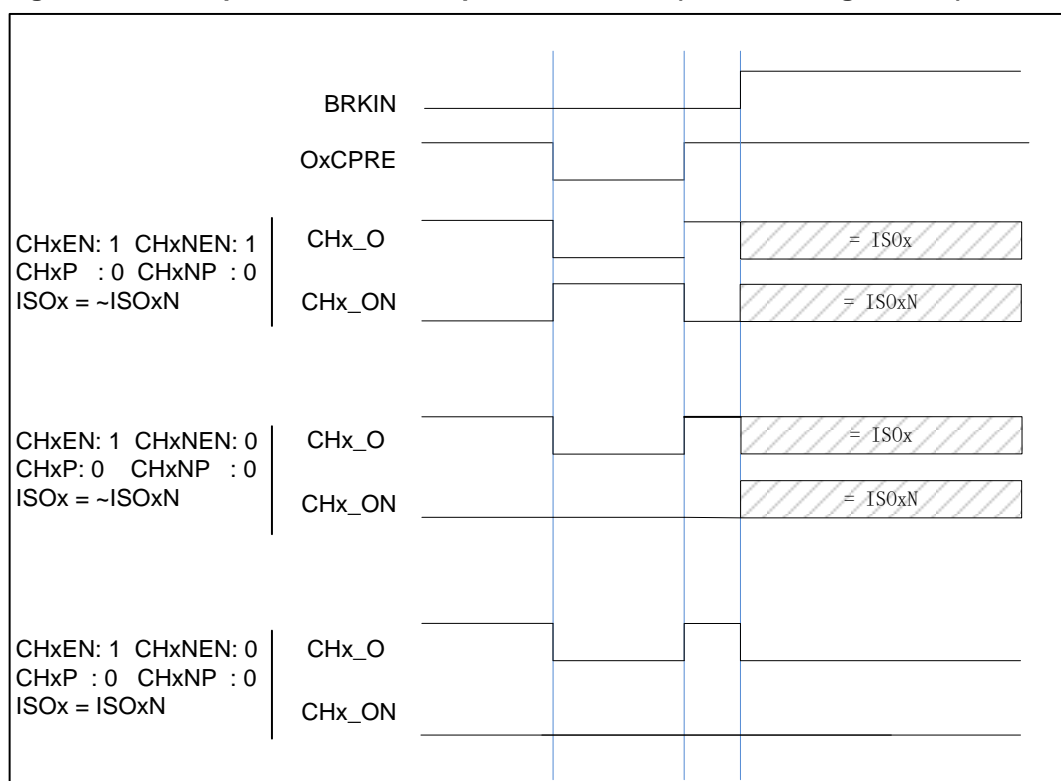 BRKIN
OxCPRE
CHxEN: 1 CHxNEN: 1
CHxP : 0 CHxNP : 0
ISOx = ~ISOxN
CHx_O
= ISOx
CHx_ON
= ISOxN
CHxEN: 1 CHxNEN: 0
CHxP: 0 CHxNP : 0
ISOx = ~ISOxN
CHx_O
= ISOx
CHx_ON
= ISOxN
CHxEN: 1 CHxNEN: 0
CHxP : 0 CHxNP : 0
ISOx = ISOxN
CHx_O
CHx_ON